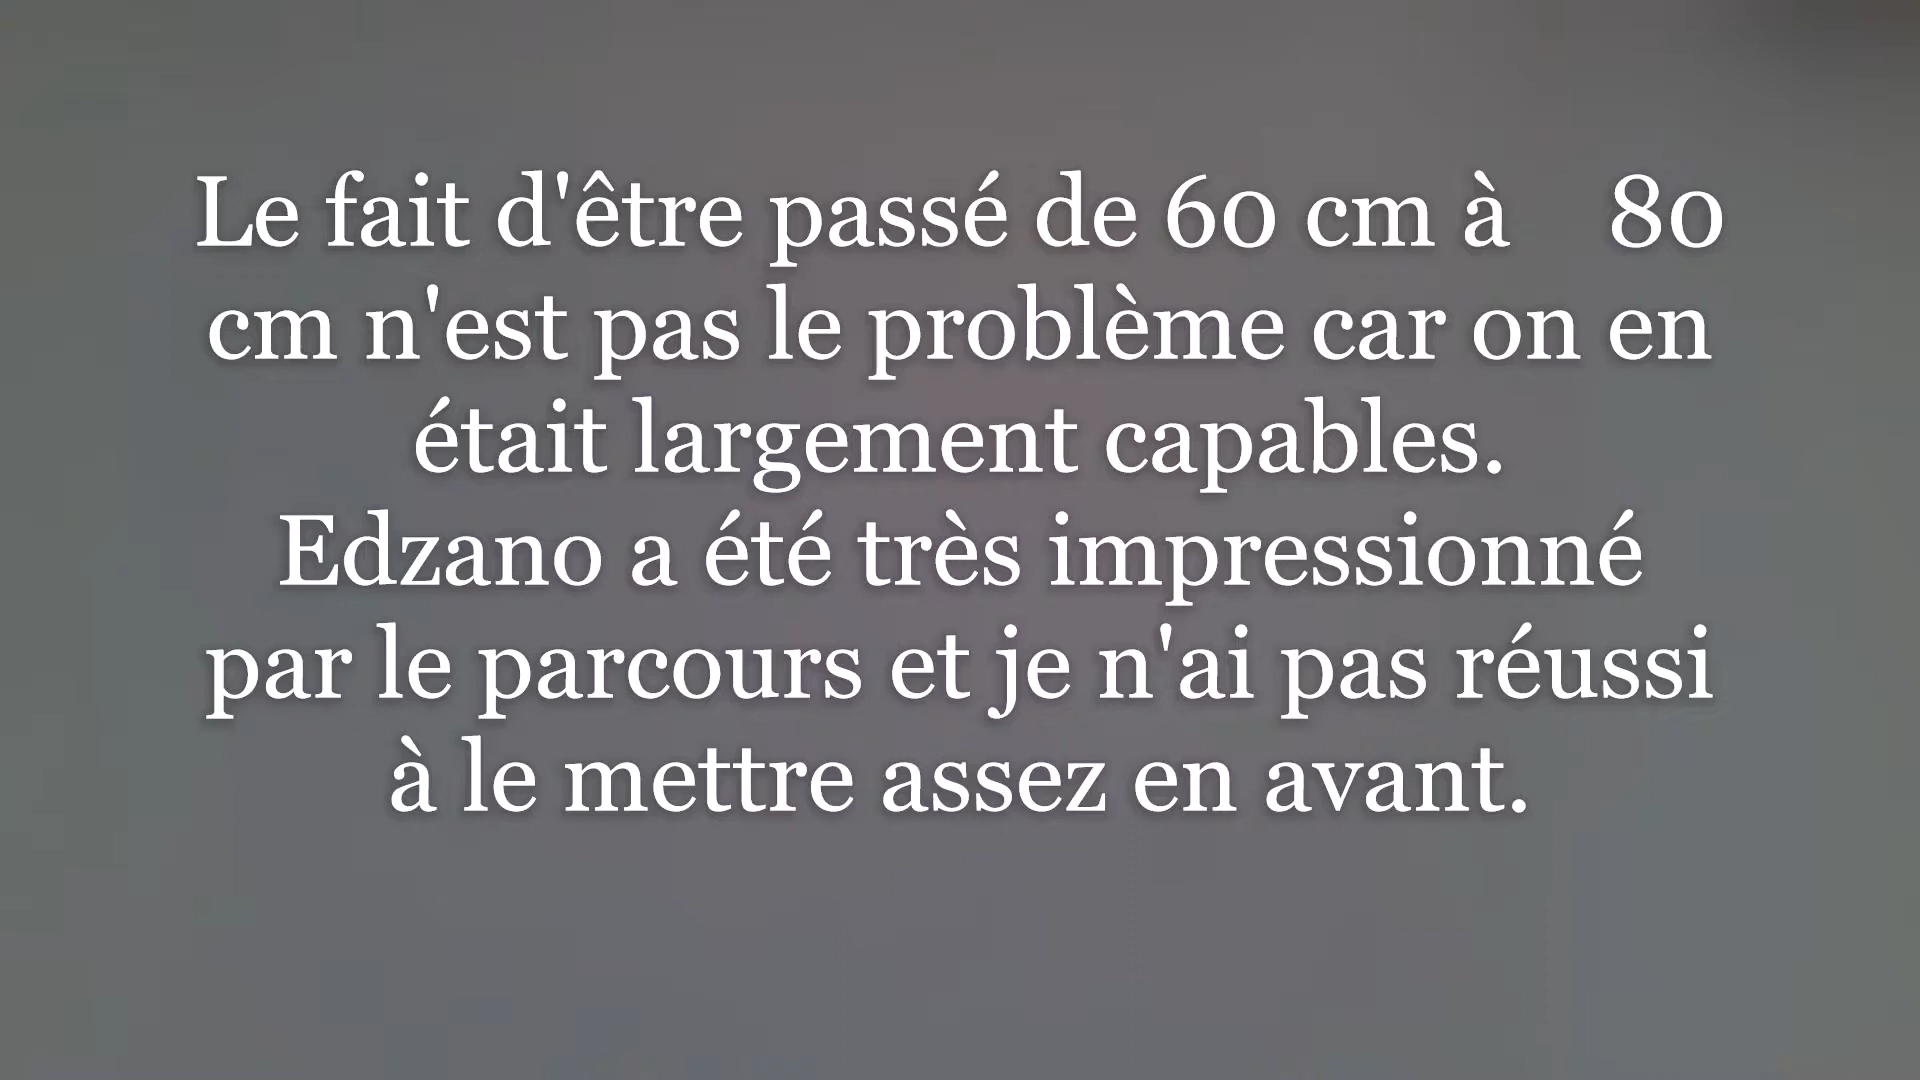 Le fait d'être passé de 60 cm à    80
cm n'est pas le problème car on en
était largement capables.
Edzano a été très impressionné
par le parcours et je n'ai pas réussi
à le mettre assez en avant.